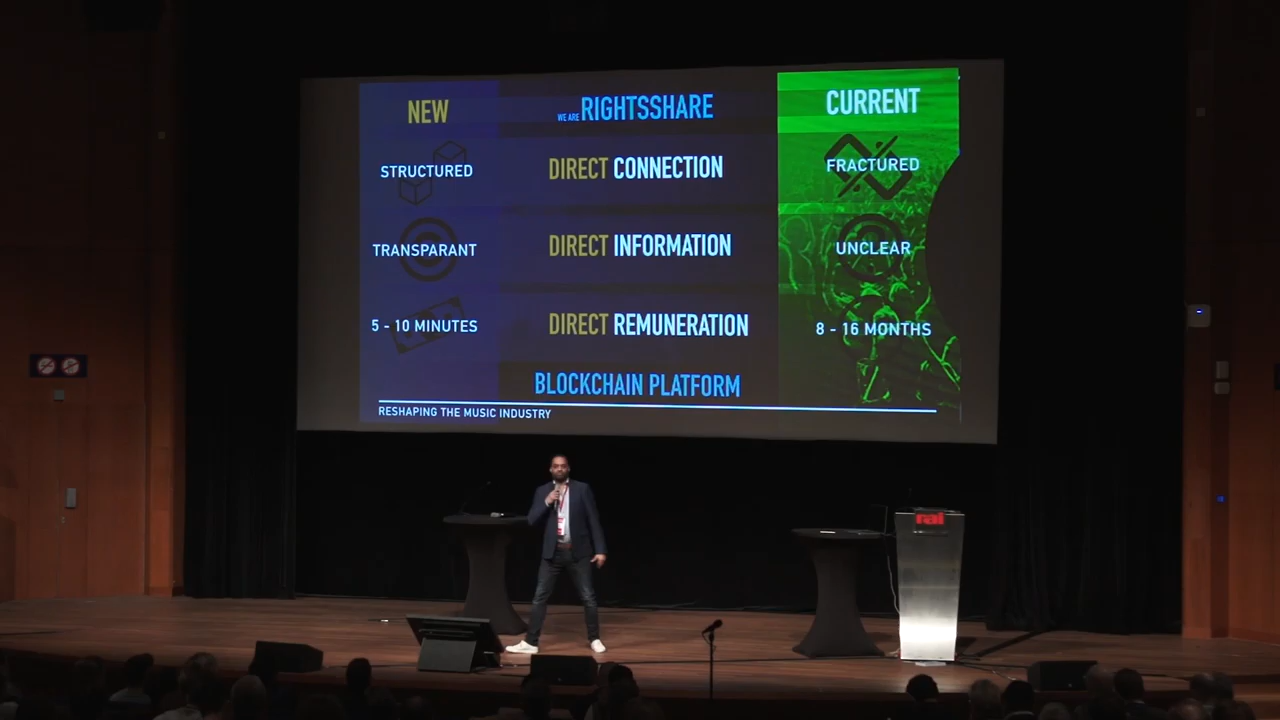 NEW
WE ARE RIGHTSSHARE
CURRENT
STRUCTURED
DIRECT CONNECTION
FRACTURED
TRANSPARANT
DIRECT INFORMATION
UNCLEAR
5 - 10 MINUTES
DIRECT REMUNERATION
8 - 16 MONTHS
BLOCKCHAIN PLATFORM
RESHAPING THE MUSIC INDUSTRY
rai